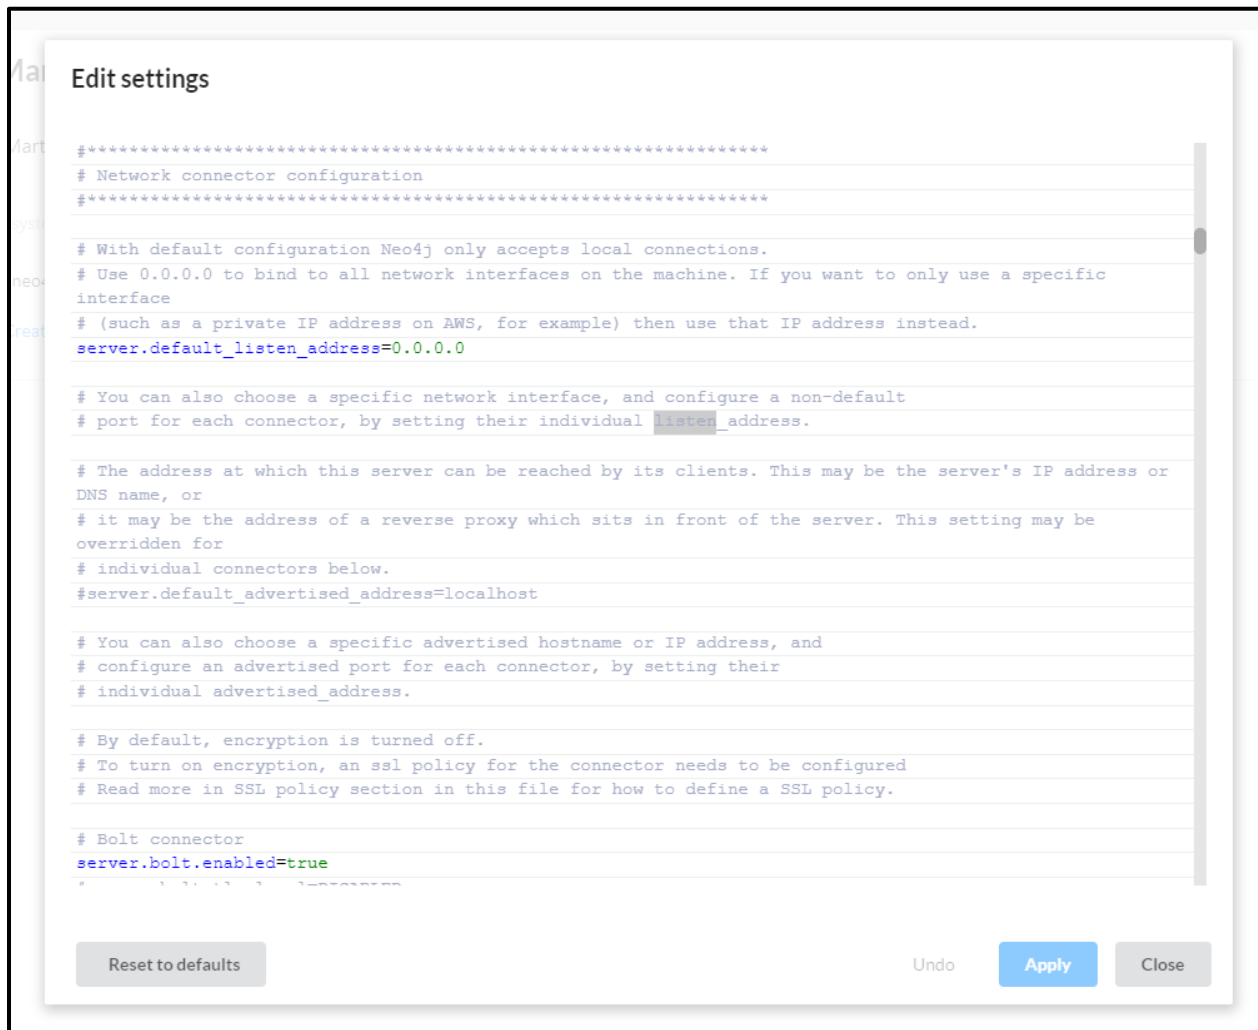 Edit settings
#******************************************************************
# Network connector configuration
#******************************************************************
# With default configuration Neo4j only accepts local connections.
# Use 0.0.0.0 to bind to all network interfaces on the machine. If you want to only use a specific
interface
# (such as a private IP address on AWS, for example) then use that IP address instead.
server.default_listen_address=0.0.0.0
# You can also choose a specific network interface, and configure a non-default
# port for each connector, by setting their individual listen_address.
# The address at which this server can be reached by its clients. This may be the server's IP address or
DNS name, or
# it may be the address of a reverse proxy which sits in front of the server. This setting may be
overridden for
# individual connectors below.
#server.default_advertised_address=localhost
# You can also choose a specific advertised hostname or IP address, and
# configure an advertised port for each connector, by setting their
# individual advertised_address.
# By default, encryption is turned off.
# To turn on encryption, an ssl policy for the connector needs to be configured
# Read more in SSL policy section in this file for how to define a SSL policy.
# Bolt connector
server.bolt.enabled=true
Reset to defaults
Undo
Apply
Close